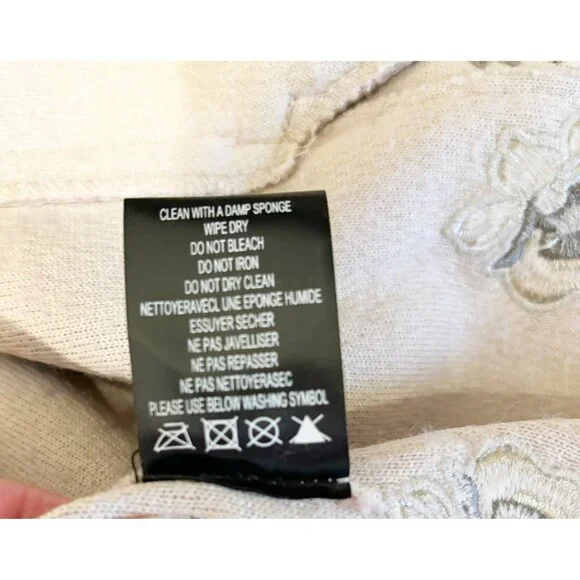 CLEAN WITH A DAMP SPONGE
WIPE DRY
DO NOT BLEACH
DO NOT IRON
DO NOT DRY CLEAN
NETTOYERAVECL UNE EPONGE HUMIDE
ESSUYER SECHER
NE PAS JAVELLISER
NE PAS REPASSER
NE PAS NETTOYERASEC
PLEASE USE BELOW WASHING SYMBOL